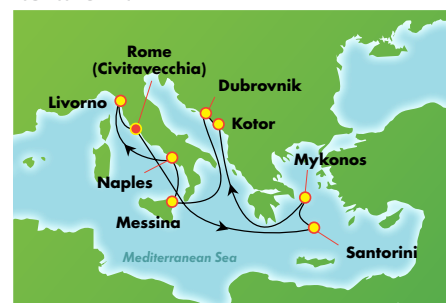 Rome
(Civitavecchia)
Livorno
Dubrovnik
Kotor
Mykonos
Naples
Messina
Santorini
Mediterranean Sea